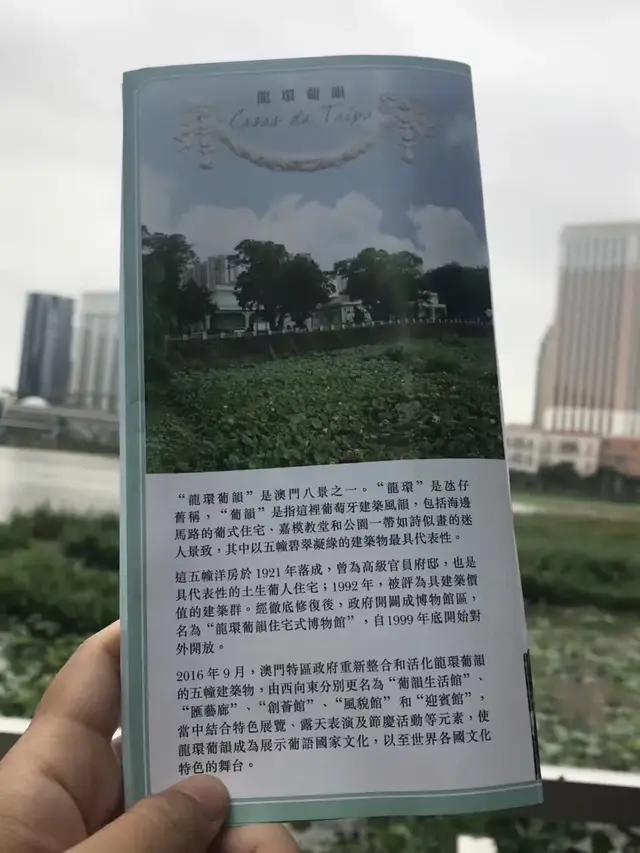 龍環葡韻
Casas da Taipa
“龍環葡韻”是澳門八景之一。“龍環”是氹仔
舊稱，“葡韻”是指這裡葡萄牙建築風韻，包括海邊
馬路的葡式住宅、嘉模教堂和公園一帶如詩似畫的迷
人景致，其中以五幢碧翠凝綠的建築物最具代表性。
這五幢洋房於1921年落成，曾為高級官員府邸，也是
具代表性的土生葡人住宅；1992年，被評為具建築價
值的建築群。經徹底修復後，政府開闢成博物館區，
名為“龍環葡韻住宅式博物館”，自1999年底開始對
外開放。
2016年9月，澳門特區政府重新整合和活化龍環葡韻
的五幢建築物，由西向東分別更名為“葡韻生活館”、
“匯藝廊”、“創薈館”、“風貌館”和“迎賓館”，
當中結合特色展覽、露天表演及節慶活動等元素，使
龍環葡韻成為展示葡語國家文化，以至世界各國文化
特色的舞台。